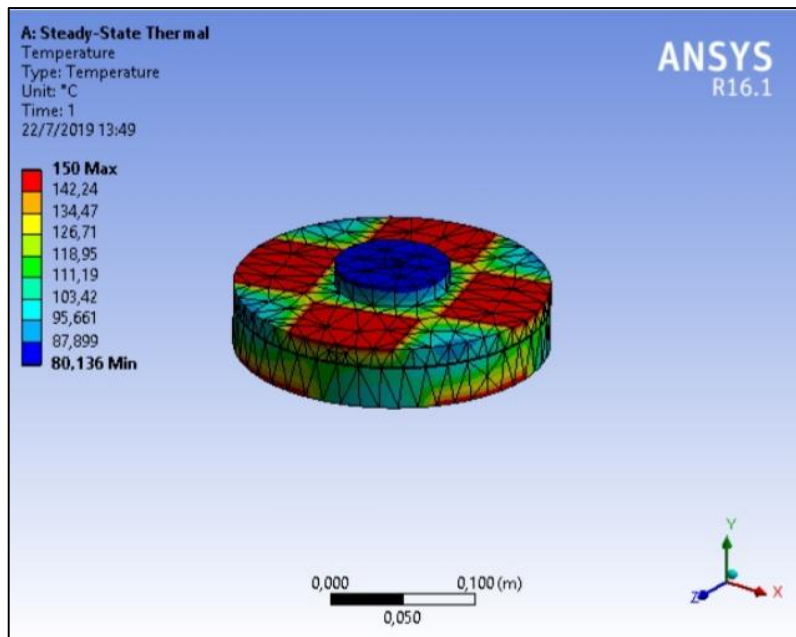 A: Steady-State Thermal
Temperature
Type: Temperature
Unit: °C
Time: 1
22/7/2019 13:49
ANSYS
R16.1
150 Max
142,24
134,47
126,71
118,95
111,19
103,42
95,661
87,899
80,136 Min
0,000
0,100 (m)
0,050
Y
Z
X